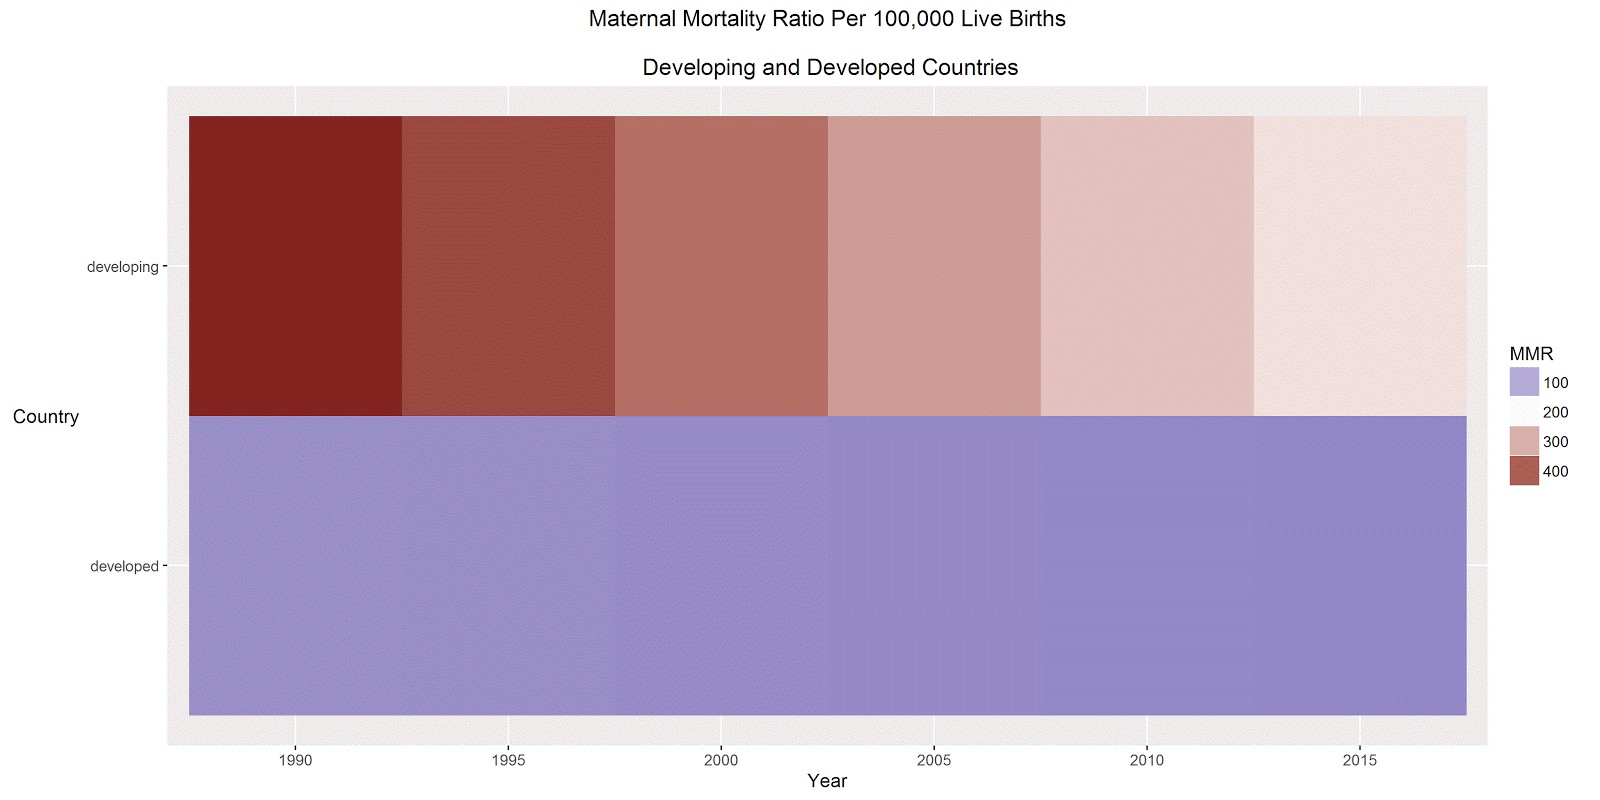 Maternal Mortality Ratio Per 100,000 Live Births
Developing and Developed Countries
developing
Country
developed
1990 1995 2000 2005 2010 2015
Year
MMR
100
200
300
400